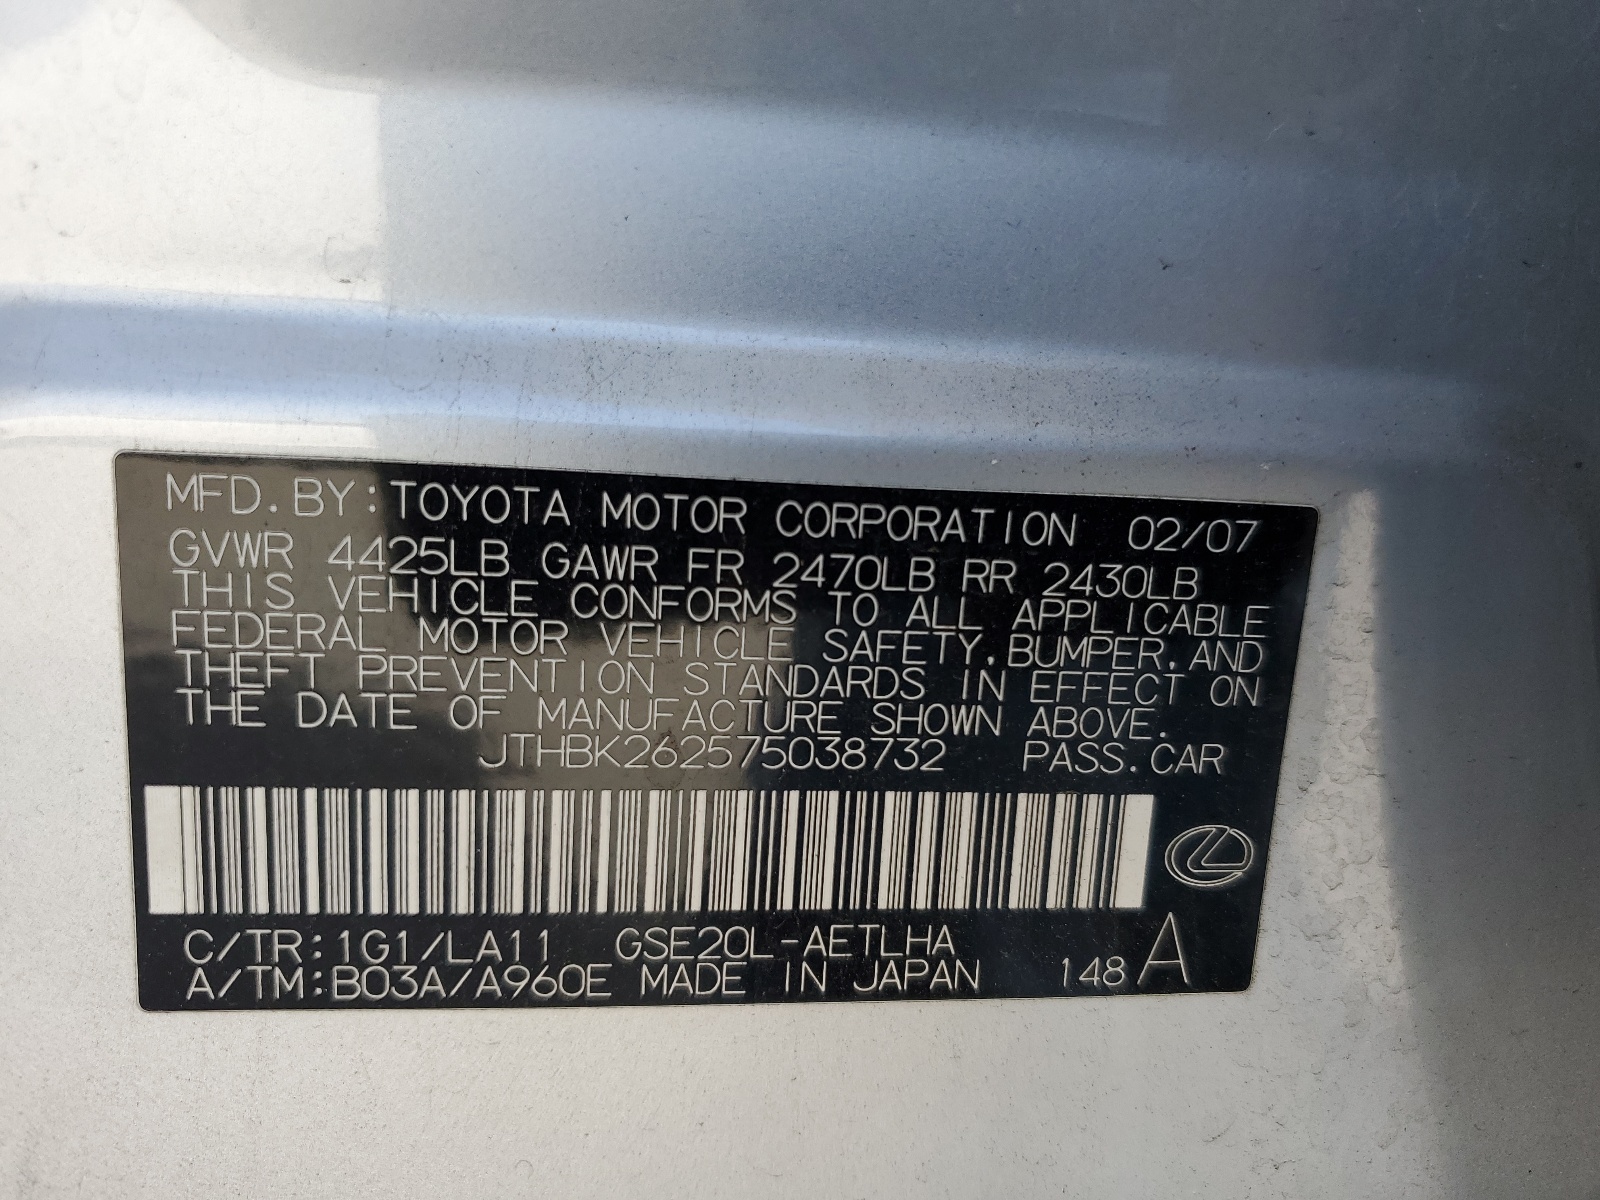 MFD. BY: TOYOTA MOTOR CORPORATION 02/07
GVWR 4425LB GAWR FR 2470LB RR 2430LB
THIS VEHICLE CONFORMS TO ALL APPLICABLE
FEDERAL MOTOR VEHICLE SAFETY, BUMPER, AND
THEFT PREVENTION STANDARDS IN EFFECT ON
THE DATE OF MANUFACTURE SHOWN ABOVE.
JTHBK262575038732 PASS. CAR
C/TR: 1G1/LA11 GSE20L-AETLHA
A/TM: B03A/A960E MADE IN JAPAN 148 A